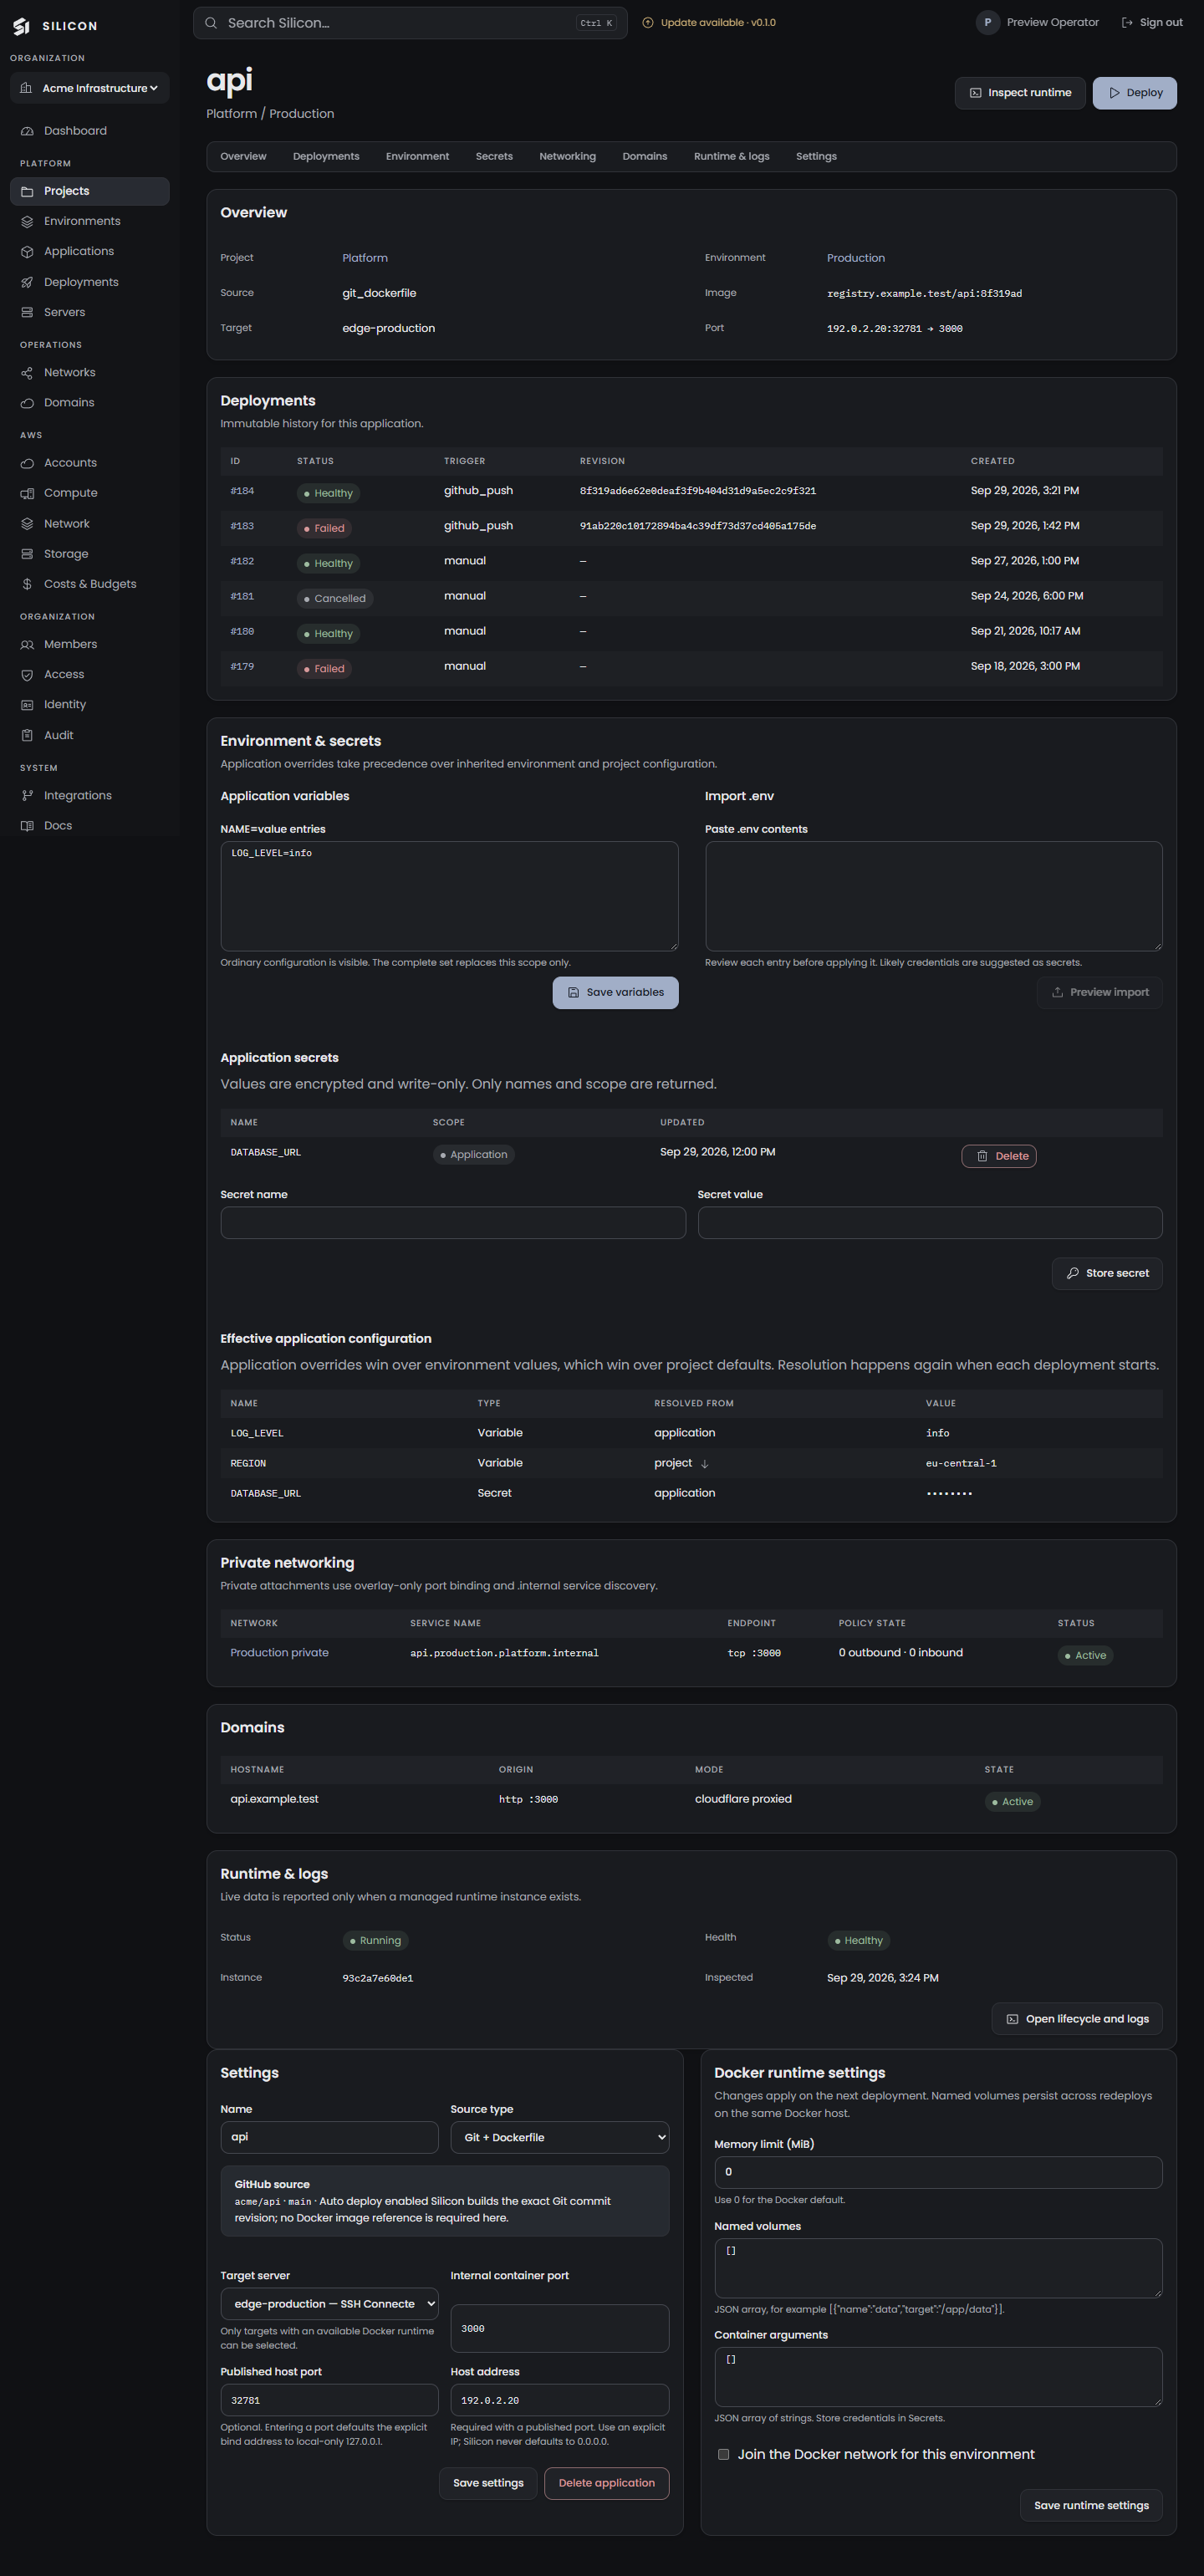 SILICON
Search Silicon...
Ctrl K
Update available · v0.1.0
P
Preview Operator
Sign out
ORGANIZATION
Acme Infrastructure
Dashboard
PLATFORM
Projects
Environments
Applications
Deployments
Servers
OPERATIONS
Networks
Domains
AWS
Accounts
Compute
Network
Storage
Costs & Budgets
ORGANIZATION
Members
Access
Identity
Audit
SYSTEM
Integrations
Docs
api
Platform / Production
Inspect runtime
Deploy
Overview Deployments Environment Secrets Networking Domains Runtime & logs Settings
Overview
Project Platform Environment Production
Source git_dockerfile Image registry.example.test/api:8f319ad
Target edge-production Port 192.0.2.20:32781 → 3000
Deployments
Immutable history for this application.
ID STATUS TRIGGER REVISION CREATED
#184 Healthy github_push 8f319ad6e62e0deaf3f9b404d31d9a5ec2c9f321 Sep 29, 2026, 3:21 PM
#183 Failed github_push 91ab220c10172894ba4c39df73d37cd405a175de Sep 29, 2026, 1:42 PM
#182 Healthy manual — Sep 27, 2026, 1:00 PM
#181 Cancelled manual — Sep 24, 2026, 6:00 PM
#180 Healthy manual — Sep 21, 2026, 10:17 AM
#179 Failed manual — Sep 18, 2026, 3:00 PM
Environment & secrets
Application overrides take precedence over inherited environment and project configuration.
Application variables
NAME=value entries
LOG_LEVEL=info
Ordinary configuration is visible. The complete set replaces this scope only.
Save variables
Import .env
Paste .env contents
Review each entry before applying it. Likely credentials are suggested as secrets.
Preview import
Application secrets
Values are encrypted and write-only. Only names and scope are returned.
NAME SCOPE UPDATED
DATABASE_URL Application Sep 29, 2026, 12:00 PM Delete
Secret name
Secret value
Store secret
Effective application configuration
Application overrides win over environment values, which win over project defaults. Resolution happens again when each deployment starts.
NAME TYPE RESOLVED FROM VALUE
LOG_LEVEL Variable application info
REGION Variable project ↓ eu-central-1
DATABASE_URL Secret application ••••••••
Private networking
Private attachments use overlay-only port binding and .internal service discovery.
NETWORK SERVICE NAME ENDPOINT POLICY STATE STATUS
Production private api.production.platform.internal tcp :3000 0 outbound · 0 inbound Active
Domains
HOSTNAME ORIGIN MODE STATE
api.example.test http :3000 cloudflare proxied Active
Runtime & logs
Live data is reported only when a managed runtime instance exists.
Status Running Health Healthy
Instance 93c2a7e60de1 Inspected Sep 29, 2026, 3:24 PM
Open lifecycle and logs
Settings
Name
api
Source type
Git + Dockerfile
GitHub source
acme/api · main · Auto deploy enabled Silicon builds the exact Git commit
revision; no Docker image reference is required here.
Target server
edge-production — SSH Connecte
Only targets with an available Docker runtime
can be selected.
Internal container port
3000
Published host port
32781
Optional. Entering a port defaults the explicit
bind address to local-only 127.0.0.1.
Host address
192.0.2.20
Required with a published port. Use an explicit
IP; Silicon never defaults to 0.0.0.0.
Save settings
Delete application
Docker runtime settings
Changes apply on the next deployment. Named volumes persist across redeploys
on the same Docker host.
Memory limit (MiB)
0
Use 0 for the Docker default.
Named volumes
[]
JSON array, for example [{"name":"data","target":"/app/data"}].
Container arguments
[]
JSON array of strings. Store credentials in Secrets.
Join the Docker network for this environment
Save runtime settings